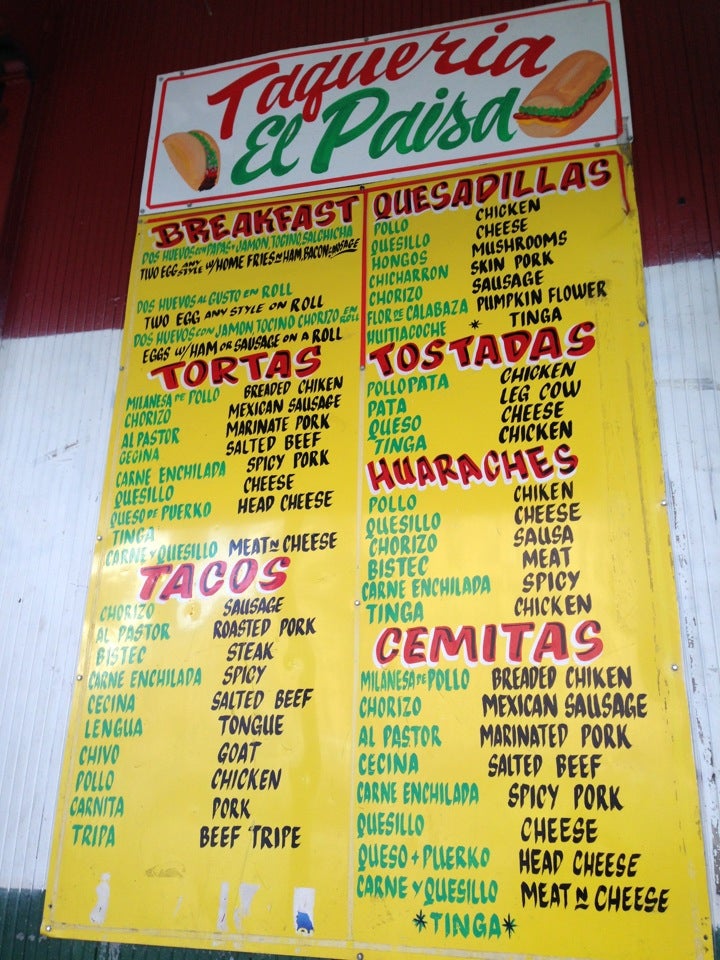 Taqueria
El Paisa
BREAKFAST
DOS HUEVOS CON PAPAS Y JAMON, TOCINO, SALCHICHA
TWO EGG ANY STYLE W/HOME FRIES N HAM, BACON SAUSAGE
DOS HUEVOS AL GUSTO EN ROLL
TWO EGG ANY STYLE ON ROLL
DOS HUEVOS CON JAMON, TOCINO CHORIZO EN ROLL
EGGS W/HAM OR SAUSAGE ON A ROLL
TORTAS
MILANESA DE POLLO BREADED CHIKEN
CHORIZO MEXICAN SAUSAGE
AL PASTOR MARINATE PORK
CECINA SALTED BEEF
CARNE ENCHILADA SPICY PORK
QUESILLO CHEESE
QUESO DE PUERKO HEAD CHEESE
TINGA
CARNE Y QUESILLO MEAT N CHEESE
TACOS
CHORIZO SAUSAGE
AL PASTOR ROASTED PORK
BISTEC STEAK
CARNE ENCHILADA SPICY
CECINA SALTED BEEF
LENGUA TONGUE
CHIVO GOAT
POLLO CHICKEN
CARNITA PORK
TRIPA BEEF TRIPE
QUESADILLAS
POLLO CHICKEN
QUESILLO CHEESE
HONGOS MUSHROOMS
CHICHARRON SKIN PORK
CHORIZO SAUSAGE
FLOR DE CALABAZA PUMPKIN FLOWER
HUITIACOCHE * TINGA
TOSTADAS
POLLO PATA CHICKEN
PATA LEG COW
QUESO CHEESE
TINGA CHICKEN
HUARACHES
POLLO CHIKEN
QUESILLO CHEESE
CHORIZO SAUSA
BISTEC MEAT
CARNE ENCHILADA SPICY
TINGA CHICKEN
CEMITAS
MILANESA DE POLLO BREADED CHIKEN
CHORIZO MEXICAN SAUSAGE
AL PASTOR MARINATED PORK
CECINA SALTED BEEF
CARNE ENCHILADA SPICY PORK
QUESILLO CHEESE
QUESO + PUERKO HEAD CHEESE
CARNE Y QUESILLO MEAT N CHEESE
*TINGA*